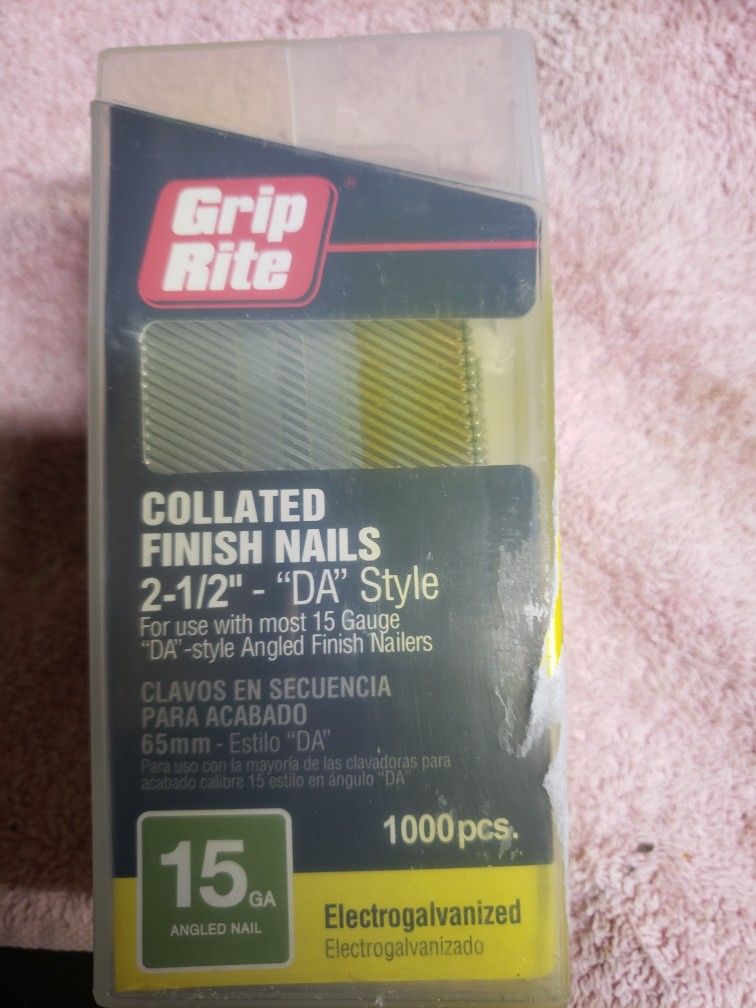 Grip
Rite
®
COLLATED
FINISH NAILS
2-1/2" - “DA” Style
For use with most 15 Gauge
“DA”-style Angled Finish Nailers
CLAVOS EN SECUENCIA
PARA ACABADO
65mm - Estilo “DA”
Para uso con la mayoría de las clavadoras para
acabado calibre 15 estilo en ángulo “DA”
1000pcs.
15GA
ANGLED NAIL
Electrogalvanized
Electrogalvanizado